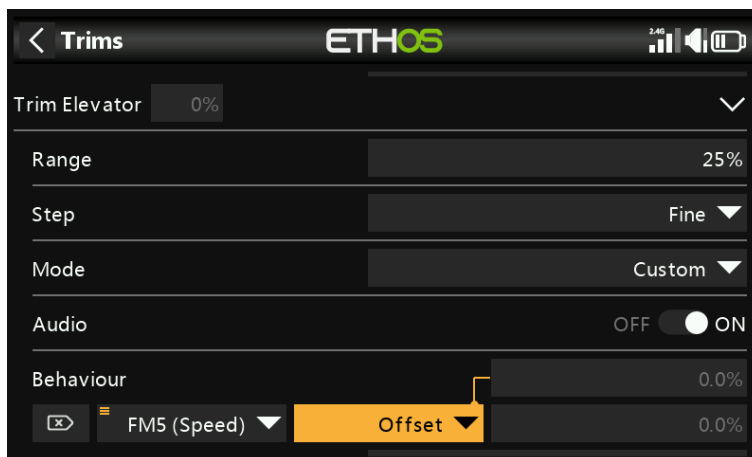 Trims ETHOS 2.4G
Trim Elevator 0%
Range 25%
Step Fine
Mode Custom
Audio OFF ON
Behaviour 0.0%
FM5 (Speed) Offset 0.0%